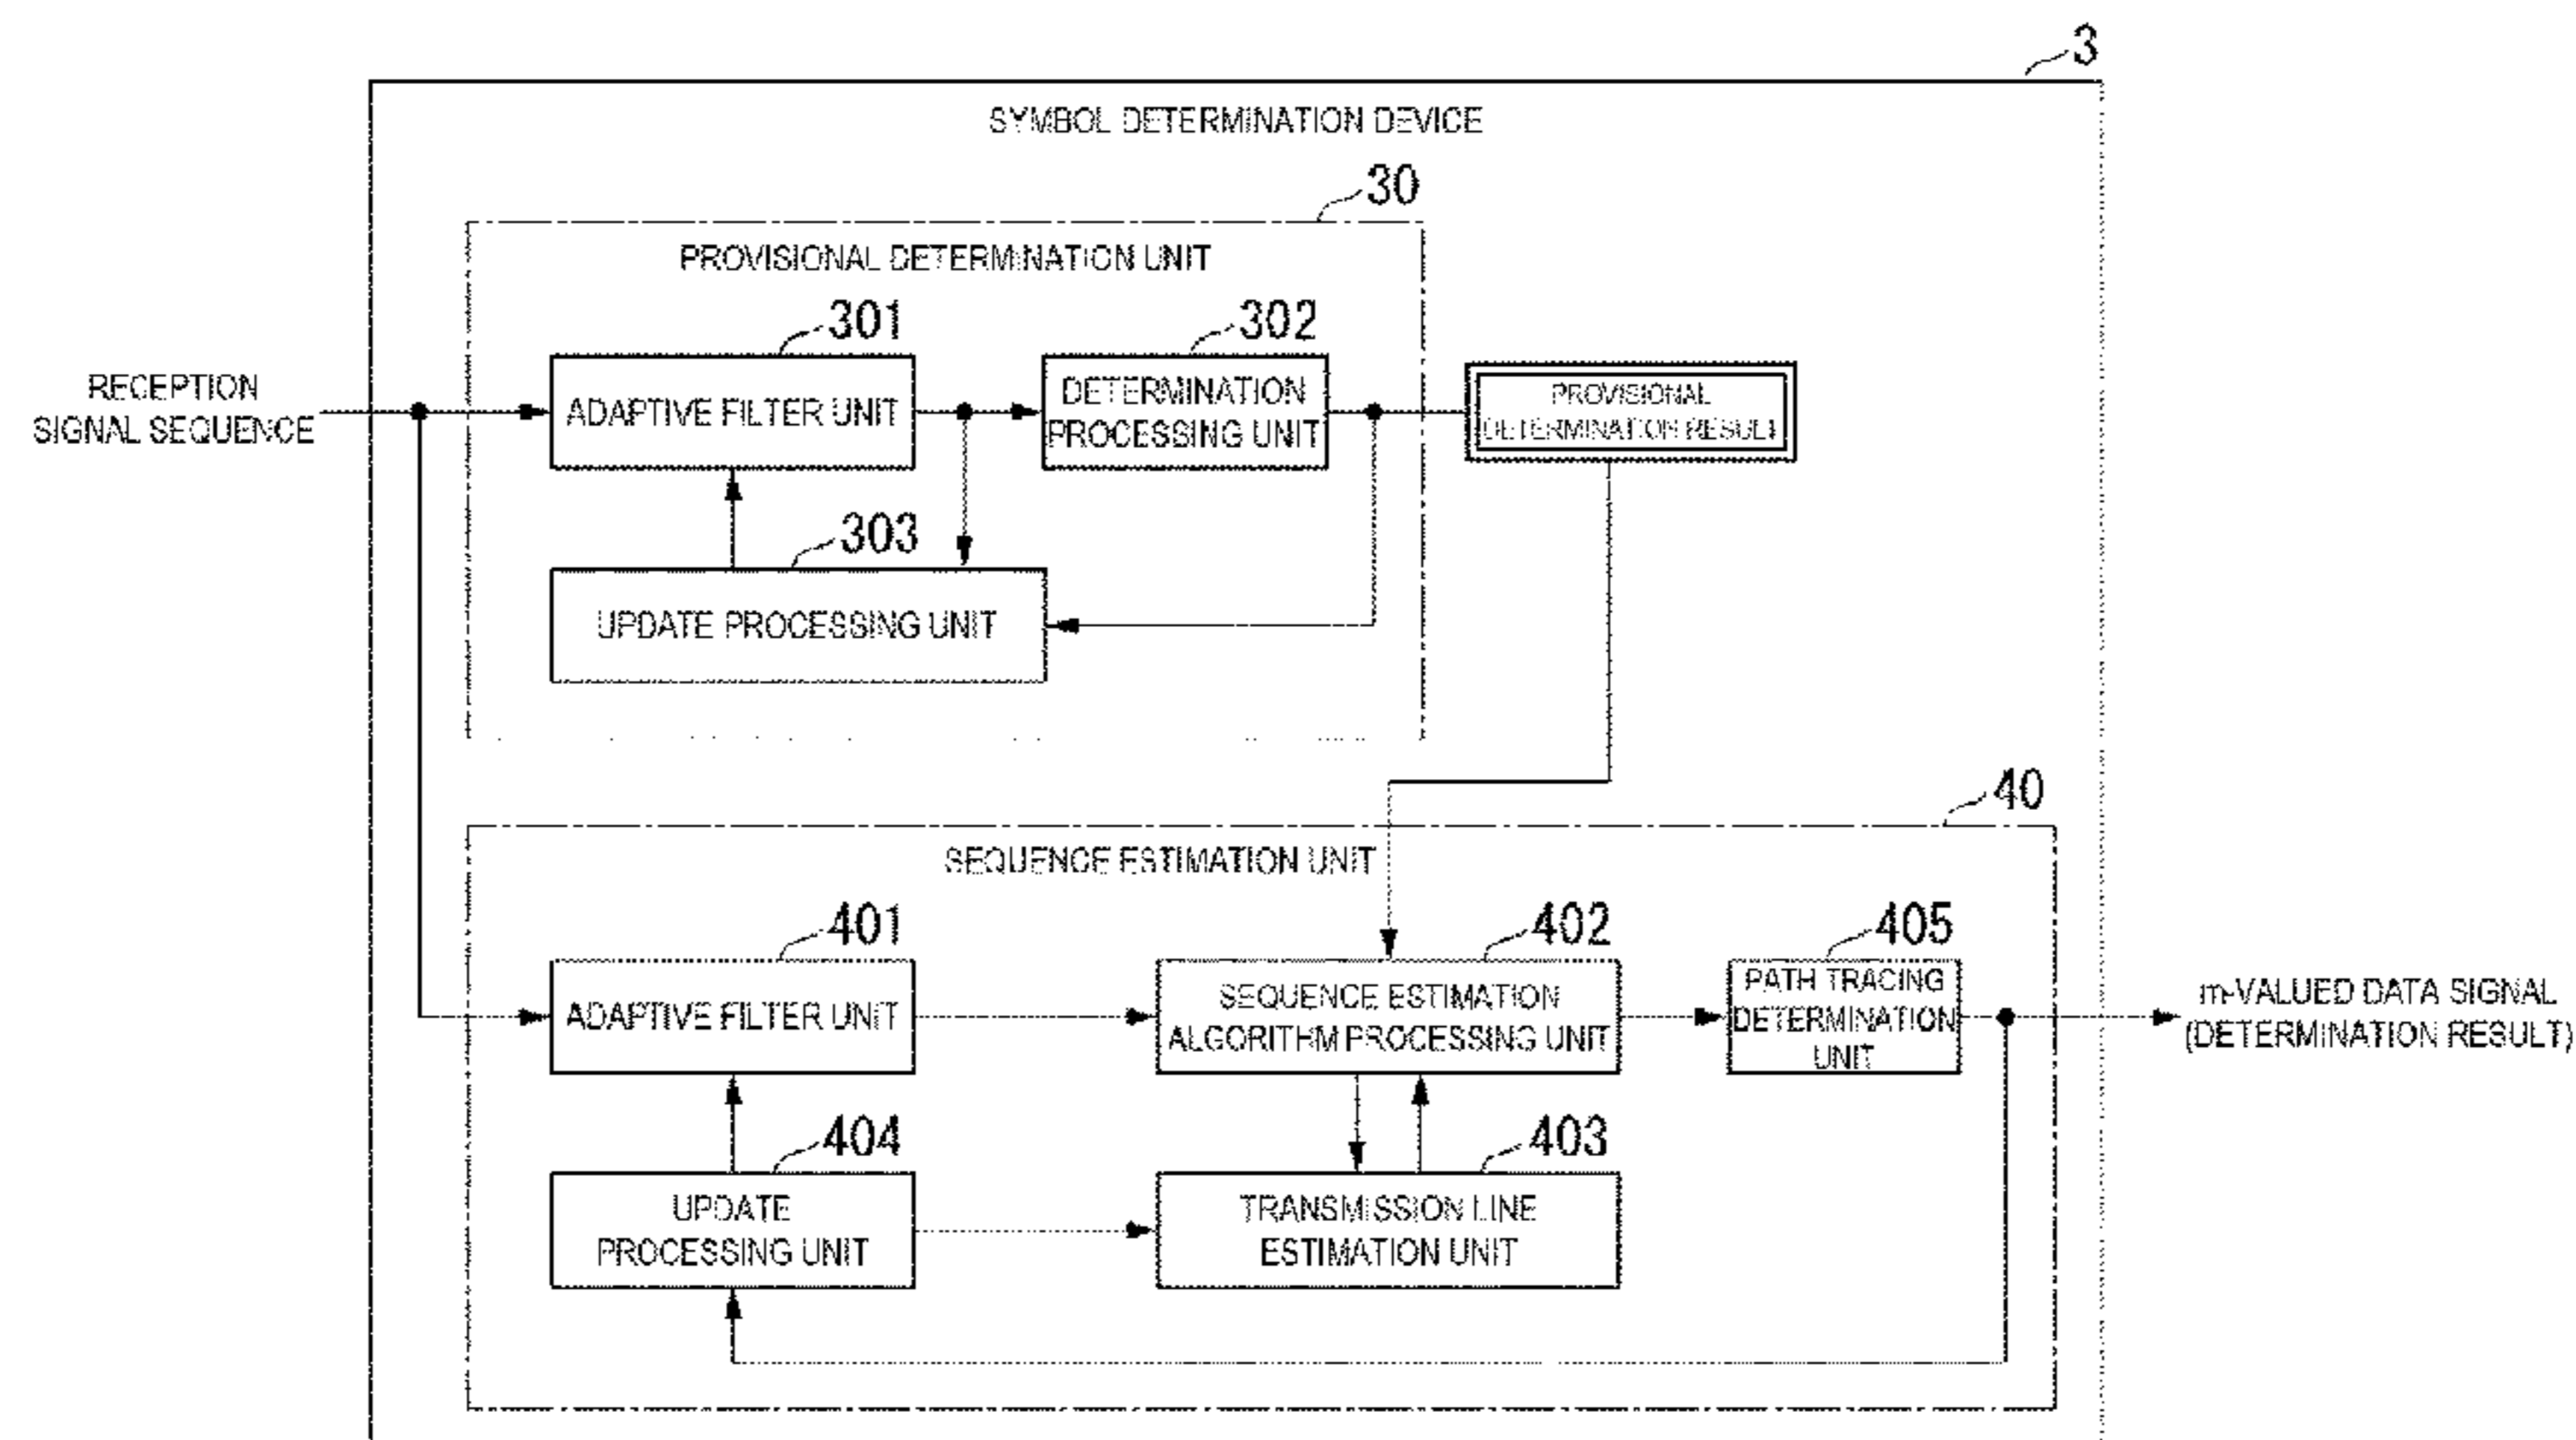 3
SYMBOL DETERMINATION DEVICE
30
PROVISIONAL DETERMINATION UNIT
301
302
RECEPTION
SIGNAL SEQUENCE
ADAPTIVE FILTER UNIT
DETERMINATION
PROCESSING UNIT
PROVISIONAL
DETERMINATION RESULT
303
UPDATE PROCESSING UNIT
40
SEQUENCE ESTIMATION UNIT
401
402
405
ADAPTIVE FILTER UNIT
SEQUENCE ESTIMATION
ALGORITHM PROCESSING UNIT
PATH TRACING
DETERMINATION
UNIT
m-VALUED DATA SIGNAL
(DETERMINATION RESULT)
404
403
UPDATE
PROCESSING UNIT
TRANSMISSION LINE
ESTIMATION UNIT